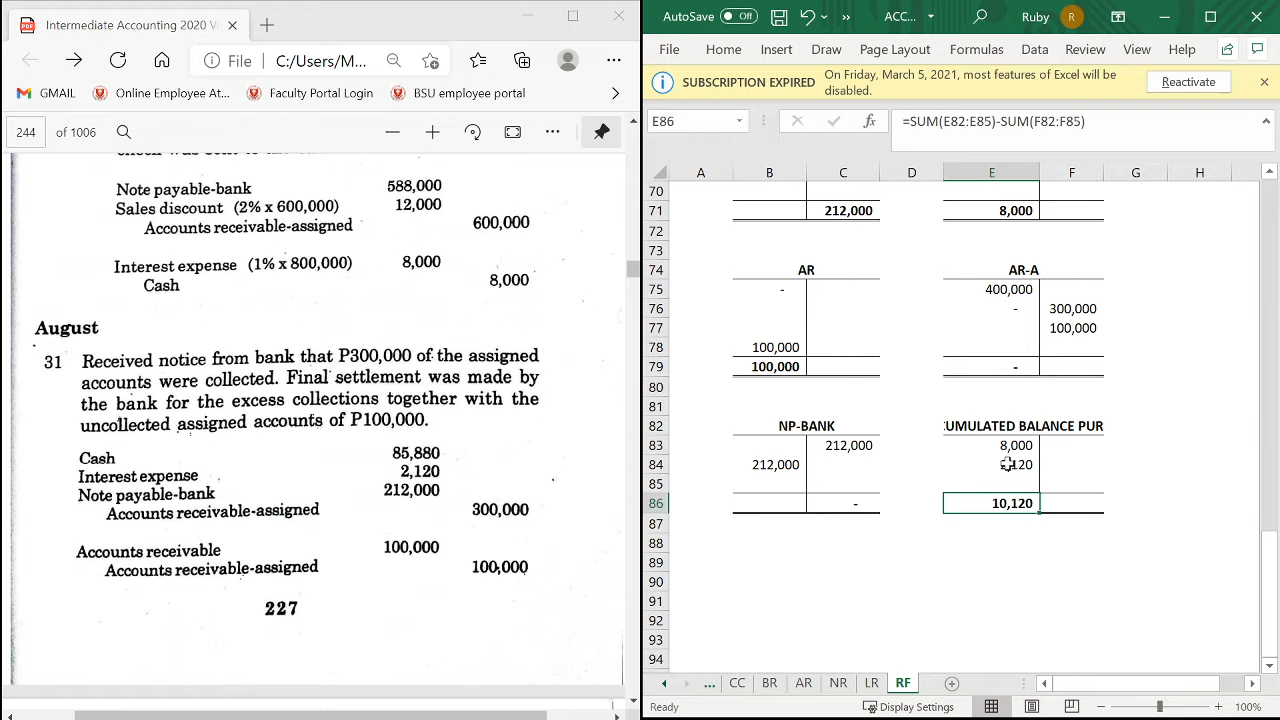 Intermediate Accounting 2020 V
File
C:/Users/M...
GMAIL
Online Employee At...
Faculty Portal Login
BSU employee portal
244 of 1006
Note payable-bank 588,000
Sales discount (2% x 600,000) 12,000
Accounts receivable-assigned 600,000
Interest expense (1% x 800,000) 8,000
Cash 8,000
August
31 Received notice from bank that P300,000 of the assigned
accounts were collected. Final settlement was made by
the bank for the excess collections together with the
uncollected assigned accounts of P100,000.
Cash 85,880
Interest expense 2,120
Note payable-bank 212,000
Accounts receivable-assigned 300,000
Accounts receivable 100,000
Accounts receivable-assigned 100,000
227
AutoSave Off ACC... Ruby R
File Home Insert Draw Page Layout Formulas Data Review View Help
SUBSCRIPTION EXPIRED On Friday, March 5, 2021, most features of Excel will be
disabled.
Reactivate
E86 fx =SUM(E82:E85)-SUM(F82:F85)
A B C D E F G H
70
71 212,000 8,000
72
73
74 AR AR-A
75 - 400,000
76 - 300,000
77 100,000
78 100,000
79 100,000 -
80
81
82 NP-BANK CUMULATED BALANCE PUR
83 212,000 8,000
84 212,000 120
85
86 - 10,120
87
88
89
90
91
92
93
94
... CC BR AR NR LR RF
Ready Display Settings 100%